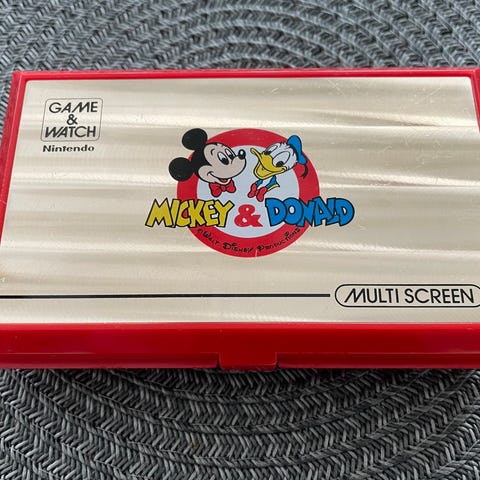 GAME
&
WATCH
Nintendo
MICKEY & DONALD
© WALT DISNEY PRODUCTIONS
MULTI SCREEN